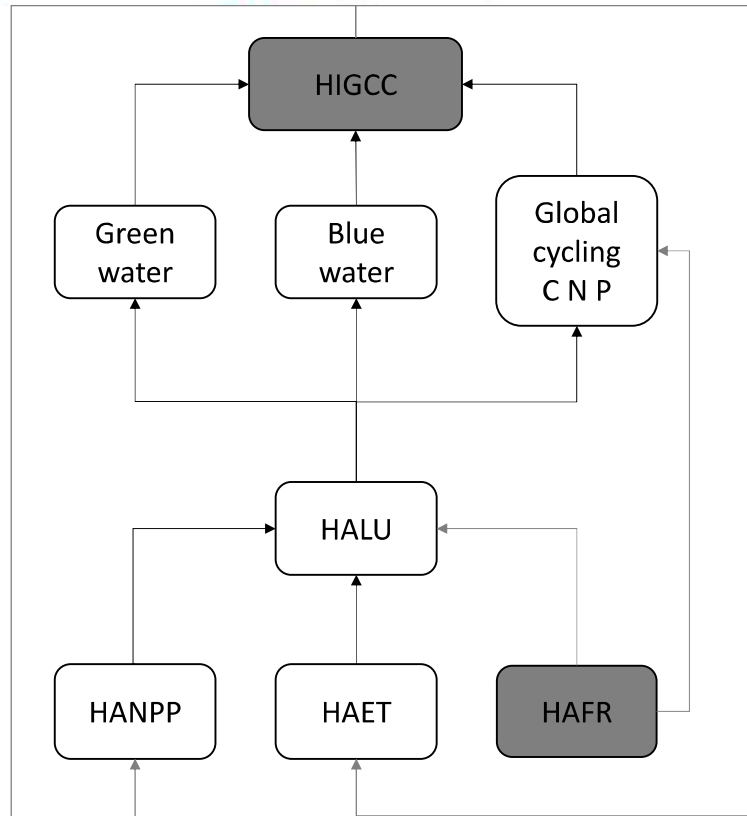 HIGCC
Green
water
Blue
water
Global
cycling
C N P
HALU
HANPP
HAET
HAFR